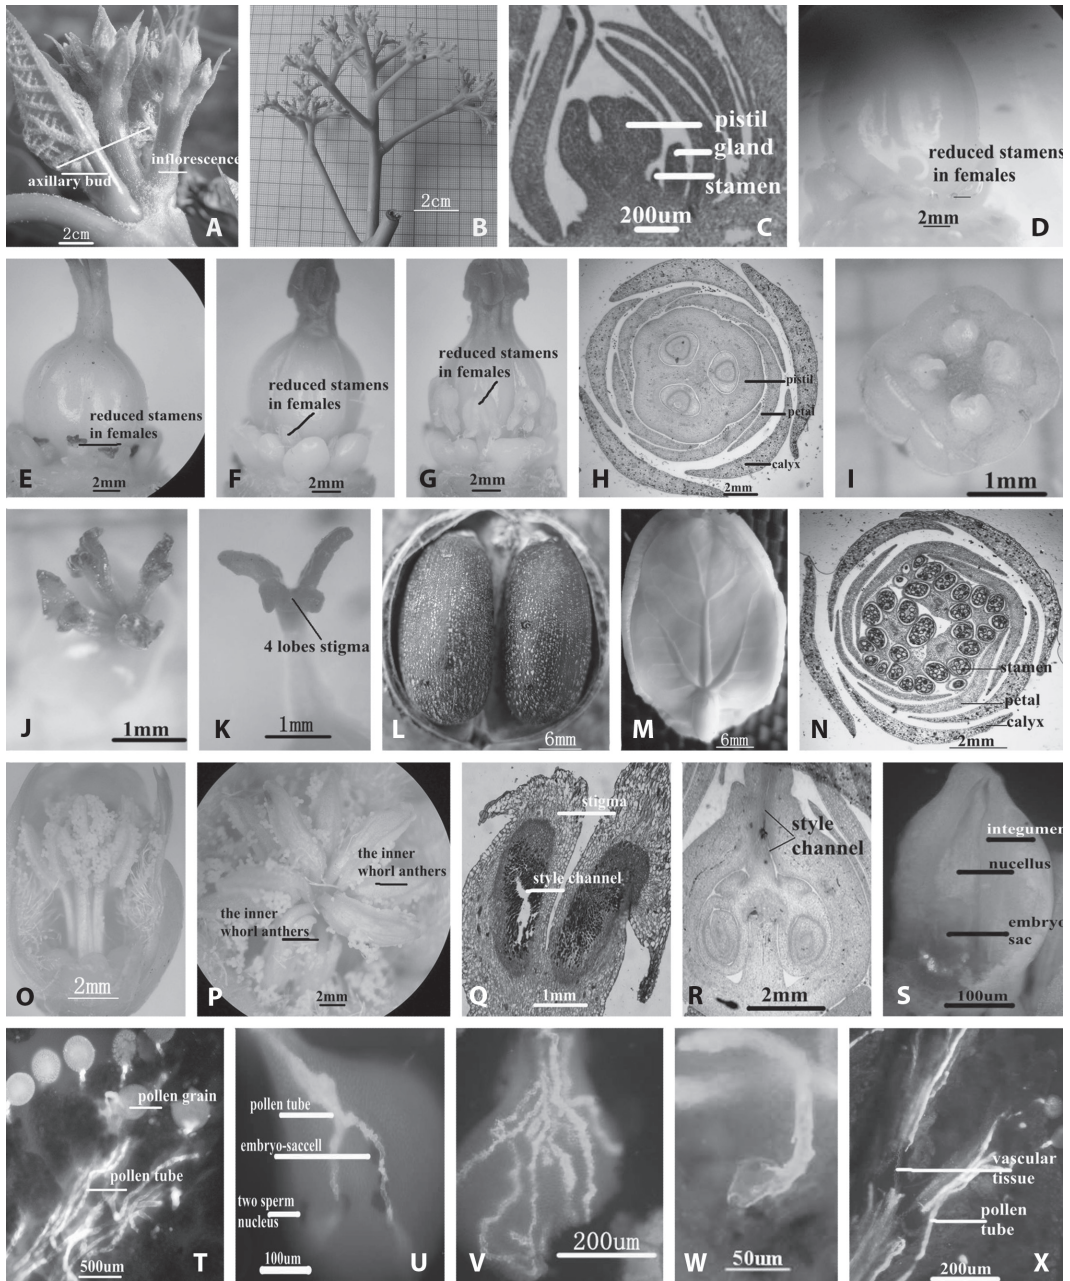 axillary bud
inflorescence
2cm
A
2cm
B
pistil
gland
stamen
200um
C
reduced stamens
in females
2mm
D
reduced stamens
in females
2mm
E
reduced stamens
in females
2mm
F
reduced stamens
in females
2mm
G
pistil
petal
calyx
2mm
H
1mm
I
1mm
J
4 lobes stigma
1mm
K
6mm
L
6mm
M
stamen
petal
calyx
2mm
N
2mm
O
the inner
whorl anthers
the inner
whorl anthers
2mm
P
stigma
style channel
1mm
Q
style
channel
2mm
R
integumen
nucellus
embryo
sac
100um
S
pollen grain
pollen tube
500um
T
pollen tube
embryo-saccell
two sperm
nucleus
100um
U
200um
V
50um
W
vascular
tissue
pollen
tube
200um
X